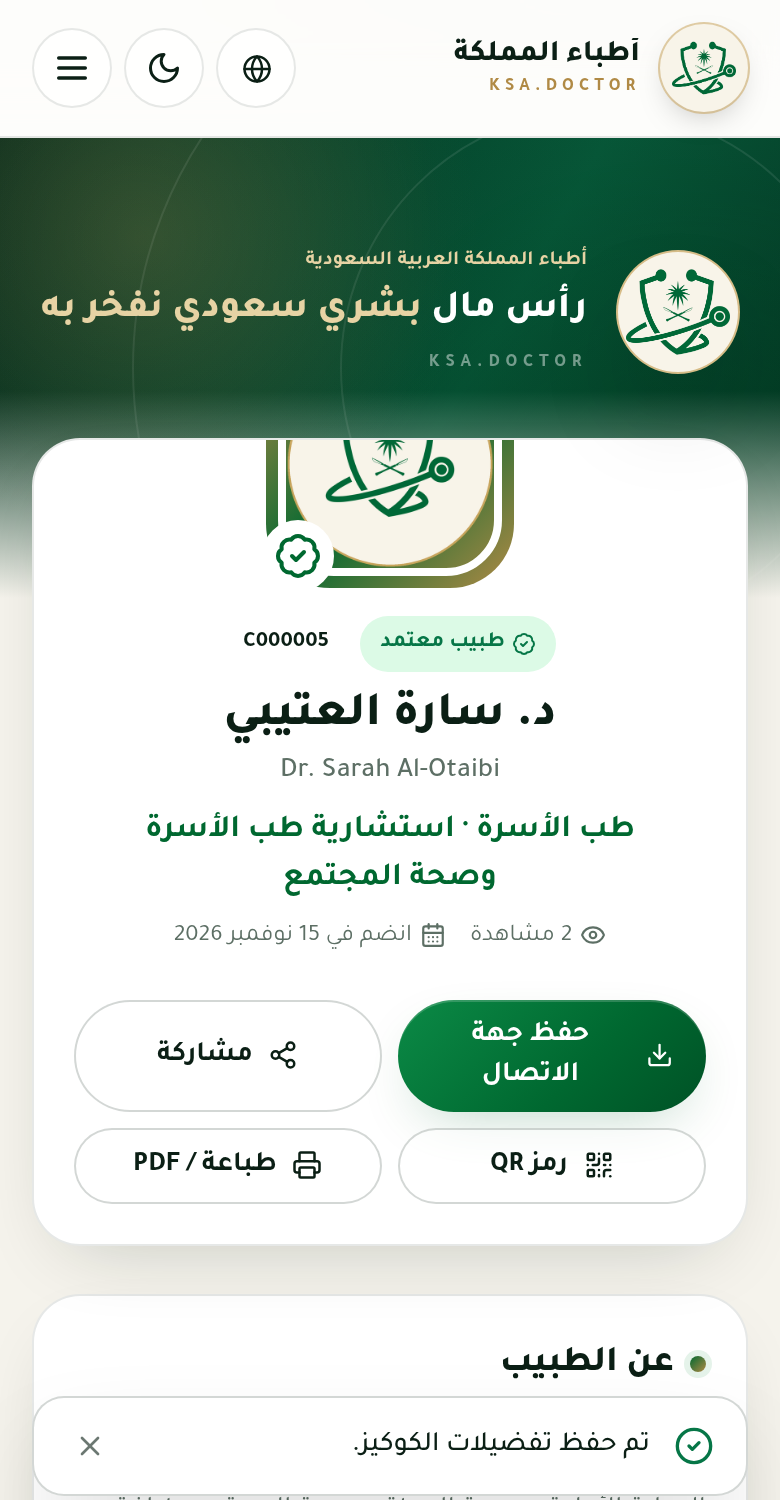 أطباء المملكة
KSA.DOCTOR
أطباء المملكة العربية السعودية
رأس مال بشري سعودي نفخر به
KSA.DOCTOR
طبيب معتمد C000005
د. سارة العتيبي
Dr. Sarah Al-Otaibi
طب الأسرة · استشارية طب الأسرة
وصحة المجتمع
2 مشاهدة انضم في 15 نوفمبر 2026
حفظ جهة
الاتصال
مشاركة
رمز QR
طباعة / PDF
عن الطبيب
تم حفظ تفضيلات الكوكيز.